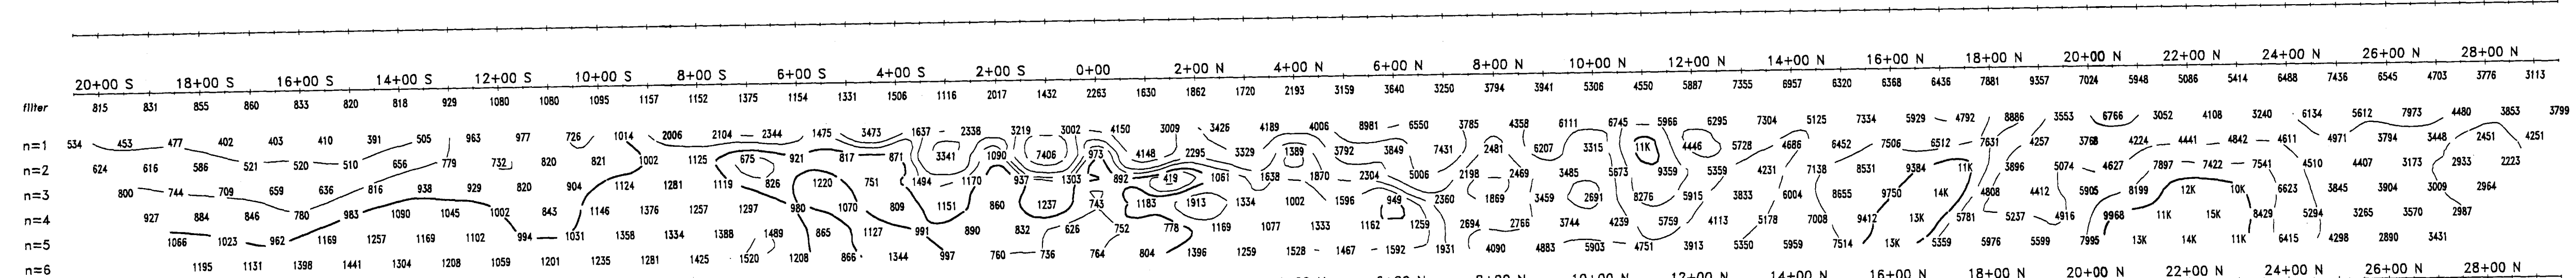 20+00 S 18+00 S 16+00 S 14+00 S 12+00 S 10+00 S 8+00 S 6+00 S 4+00 S 2+00 S 0+00 2+00 N 4+00 N 6+00 N 8+00 N 10+00 N 12+00 N 14+00 N 16+00 N 18+00 N 20+00 N 22+00 N 24+00 N 26+00 N 28+00 N
filter 815 831 855 860 833 820 818 929 1080 1080 1095 1157 1152 1375 1154 1331 1506 1116 2017 1432 2263 1630 1862 1720 2193 3159 3640 3250 3794 3941 5306 4550 5887 7355 6957 6320 6368 6436 7881 9357 7024 5948 5086 5414 6488 7436 6545 4703 3776 3113
n=1 534 453 477 402 403 410 391 505 963 977 726 1014 2006 2104 2344 1475 3473 1637 2338 3219 3002 4150 3009 3426 4189 4006 8981 6550 3785 4358 6111 6745 5966 6295 7304 5125 7334 5929 4792 8886 3553 6766 3052 4108 3240 6134 5612 7973 4480 3853 3799
n=2 624 616 586 521 520 510 656 779 732 820 821 1002 1125 675 921 817 871 3341 1090 7406 973 4148 2295 3329 1389 3792 3849 7431 2481 6207 3315 11K 4446 5728 4686 6452 7506 6512 7631 4257 3768 4224 4441 4842 4611 4971 3794 3448 2451 4251
n=3 800 744 709 659 636 816 938 929 820 904 1124 1281 1119 826 1220 751 1494 1170 937 1303 892 419 1061 1638 1870 2304 5006 2198 2469 3485 5673 9359 5359 4231 7138 8531 9384 11K 3896 5074 4627 7897 7422 7541 4510 4407 3173 2933 2223
n=4 927 884 846 780 983 1090 1045 1002 843 1146 1376 1257 1297 980 1070 809 1151 860 1237 743 1183 1913 1334 1002 1596 949 2360 1869 3459 2691 8276 5915 3833 6004 8655 9750 14K 4808 4412 5905 8199 12K 10K 6623 3845 3904 3009 2964
n=5 1066 1023 962 1169 1257 1169 1102 994 1031 1358 1334 1388 1489 865 1127 991 890 832 626 752 778 1169 1077 1333 1162 1259 2694 2766 3744 4239 5759 4113 5178 7008 9412 13K 5781 5237 4916 9968 11K 15K 8429 5294 3265 3570 2987
n=6 1195 1131 1398 1441 1304 1208 1059 1201 1235 1281 1425 1520 1208 866 1344 997 760 736 764 804 1396 1259 1528 1467 1592 1931 4090 4883 5903 4751 3913 5350 5959 7514 13K 5359 5976 5599 7995 13K 14K 11K 6415 4298 2890 3431
12+00 N 14+00 N 16+00 N 18+00 N 20+00 N 22+00 N 24+00 N 26+00 N 28+00 N